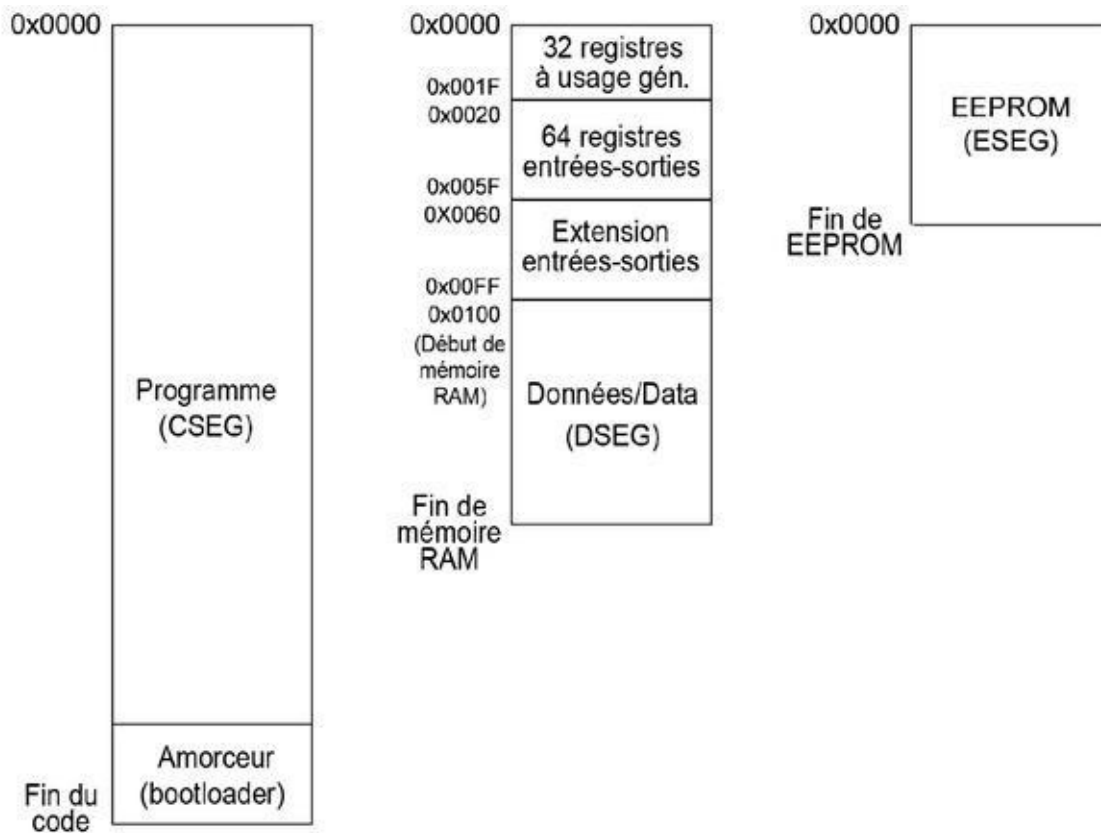 0x0000
Programme
(CSEG)
Amorceur
(bootloader)
Fin du
code
0x0000
32 registres
à usage gén.
0x001F
0x0020
64 registres
entrées-sorties
0x005F
0X0060
Extension
entrées-sorties
0x00FF
0x0100
(Début de
mémoire
RAM)
Données/Data
(DSEG)
Fin de
mémoire
RAM
0x0000
EEPROM
(ESEG)
Fin de
EEPROM